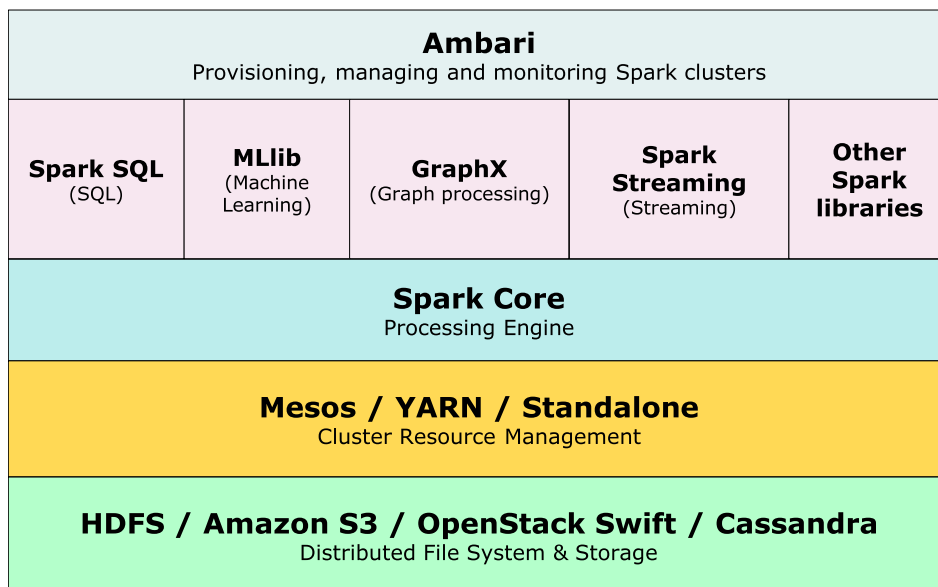 Ambari
Provisioning, managing and monitoring Spark clusters
Spark SQL
(SQL)
MLlib
(Machine
Learning)
GraphX
(Graph processing)
Spark
Streaming
(Streaming)
Other
Spark
libraries
Spark Core
Processing Engine
Mesos / YARN / Standalone
Cluster Resource Management
HDFS / Amazon S3 / OpenStack Swift / Cassandra
Distributed File System & Storage